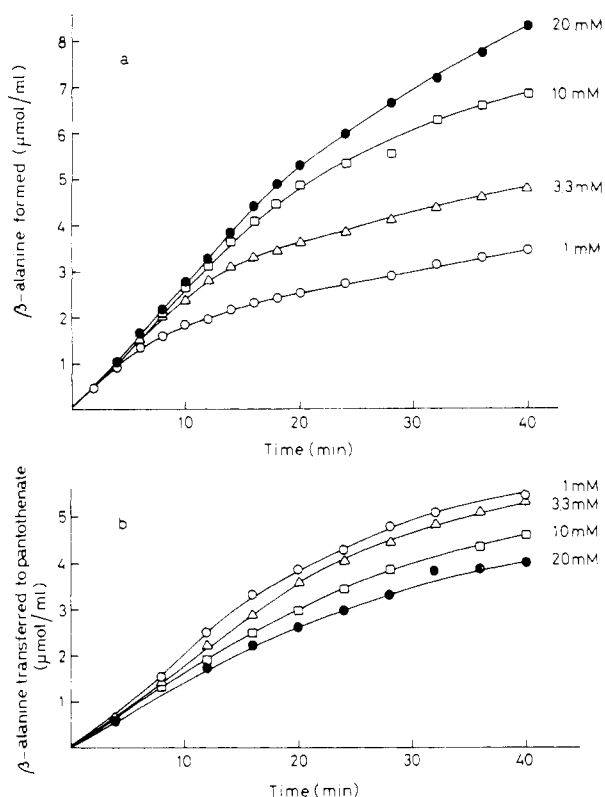 a
β-alanine formed (μmol/ml)
8
7
6
5
4
3
2
1
20 mM
10 mM
3.3 mM
1 mM
10
20
30
40
Time (min)
b
β-alanine transferred to pantothenate
(μmol/ml)
5
4
3
2
1
1 mM
3.3 mM
10 mM
20 mM
10
20
30
40
Time (min)